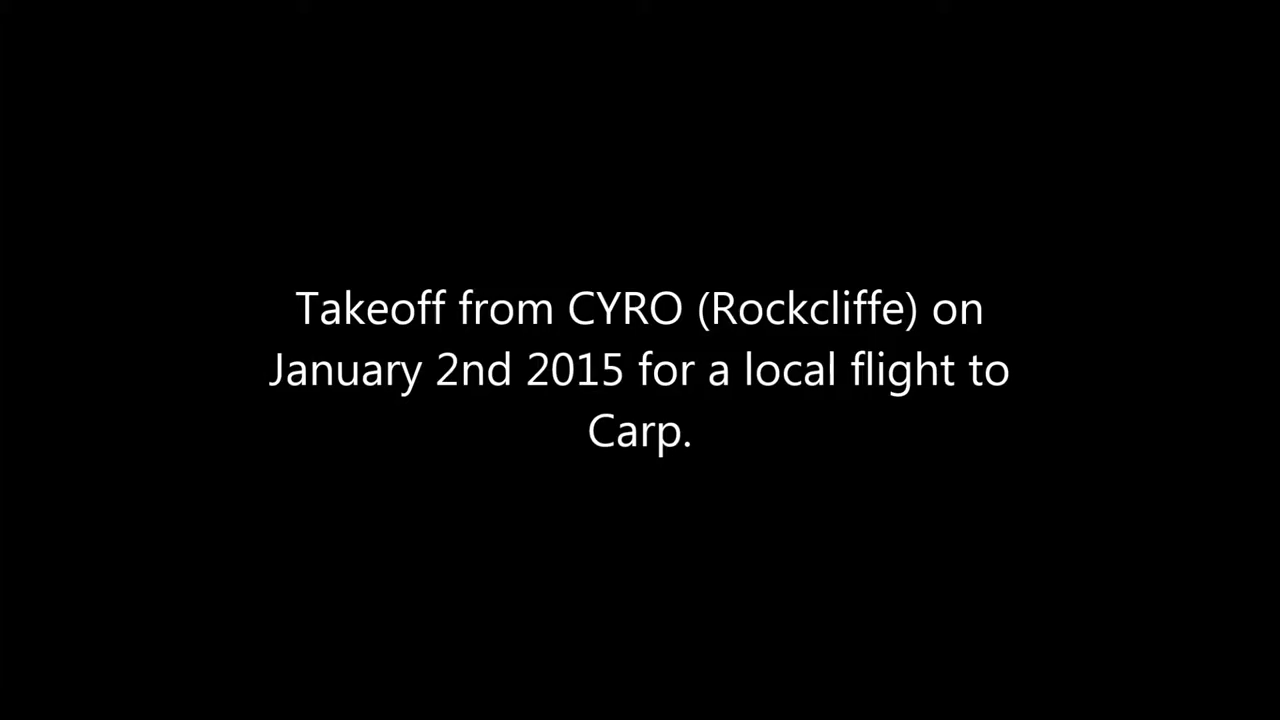 Takeoff from CYRO (Rockcliffe) on
January 2nd 2015 for a local flight to
Carp.